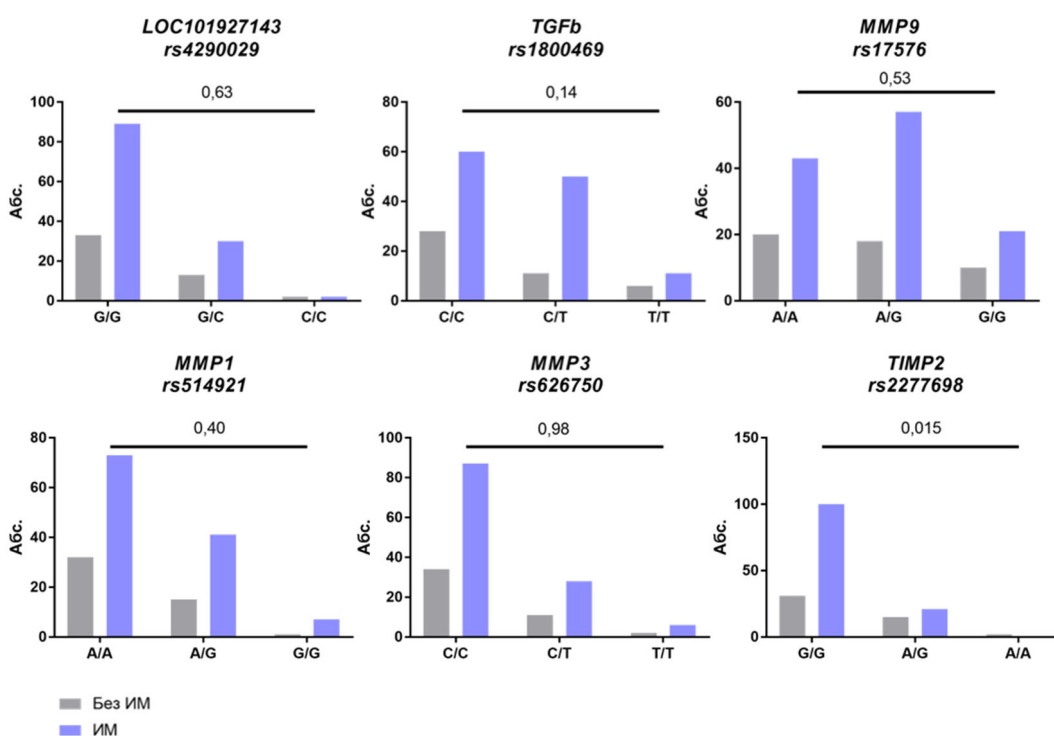 LOC101927143
rs4290029
0,63
100
80
60
40
20
0
Абс.
G/G G/C C/C
TGFb
rs1800469
0,14
80
60
40
20
0
Абс.
C/C C/T T/T
MMP9
rs17576
0,53
60
40
20
0
Абс.
A/A A/G G/G
MMP1
rs514921
0,40
80
60
40
20
0
Абс.
A/A A/G G/G
MMP3
rs626750
0,98
100
80
60
40
20
0
Абс.
C/C C/T T/T
TIMP2
rs2277698
0,015
150
100
50
0
Абс.
G/G A/G A/A
Без ИМ
ИМ